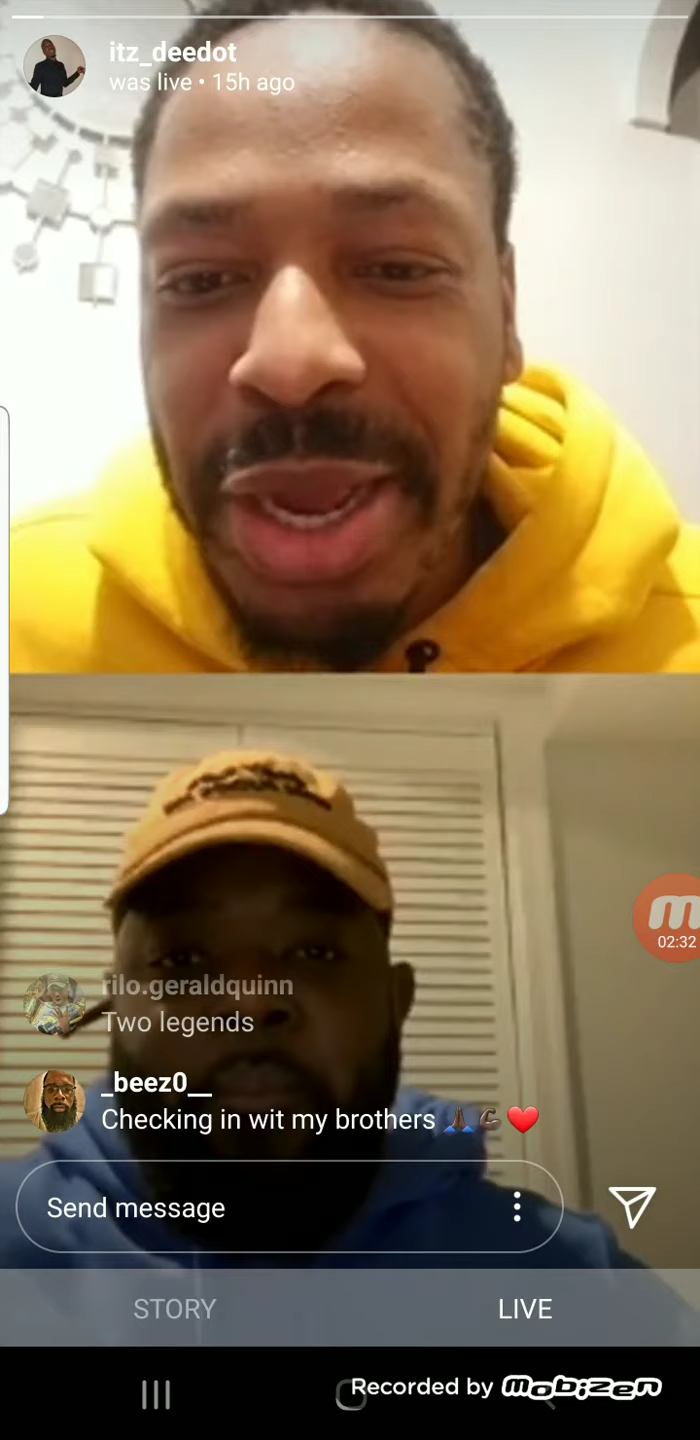 itz_deedot
was live • 15h ago
P
rilo.geraldquinn
Two legends
_beez0__
Checking in wit my brothers 🙏🏿💪🏿❤️
Send message
m
02:32
STORY
LIVE
Recorded by mobizen